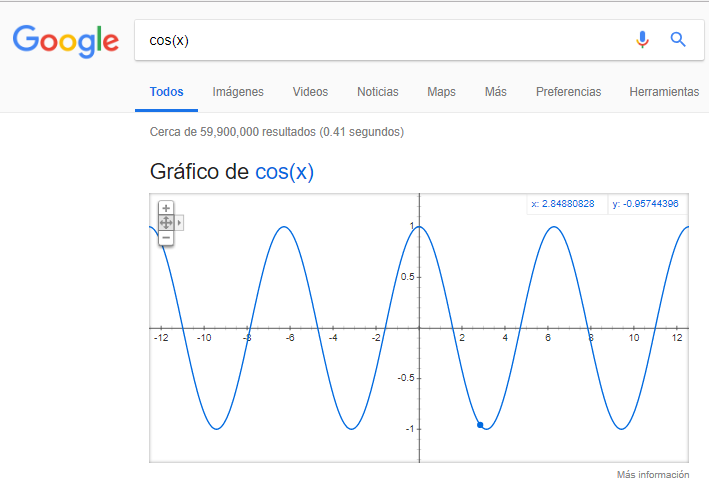 Google
cos(x)
Todos Imágenes Videos Noticias Maps Más Preferencias Herramientas
Cerca de 59,900,000 resultados (0.41 segundos)
Gráfico de cos(x)
x: 2.84880828 y: -0.95744396
1
0.5
-12 -10 -8 -6 -4 -2 2 4 6 8 10 12
-0.5
-1
Más información